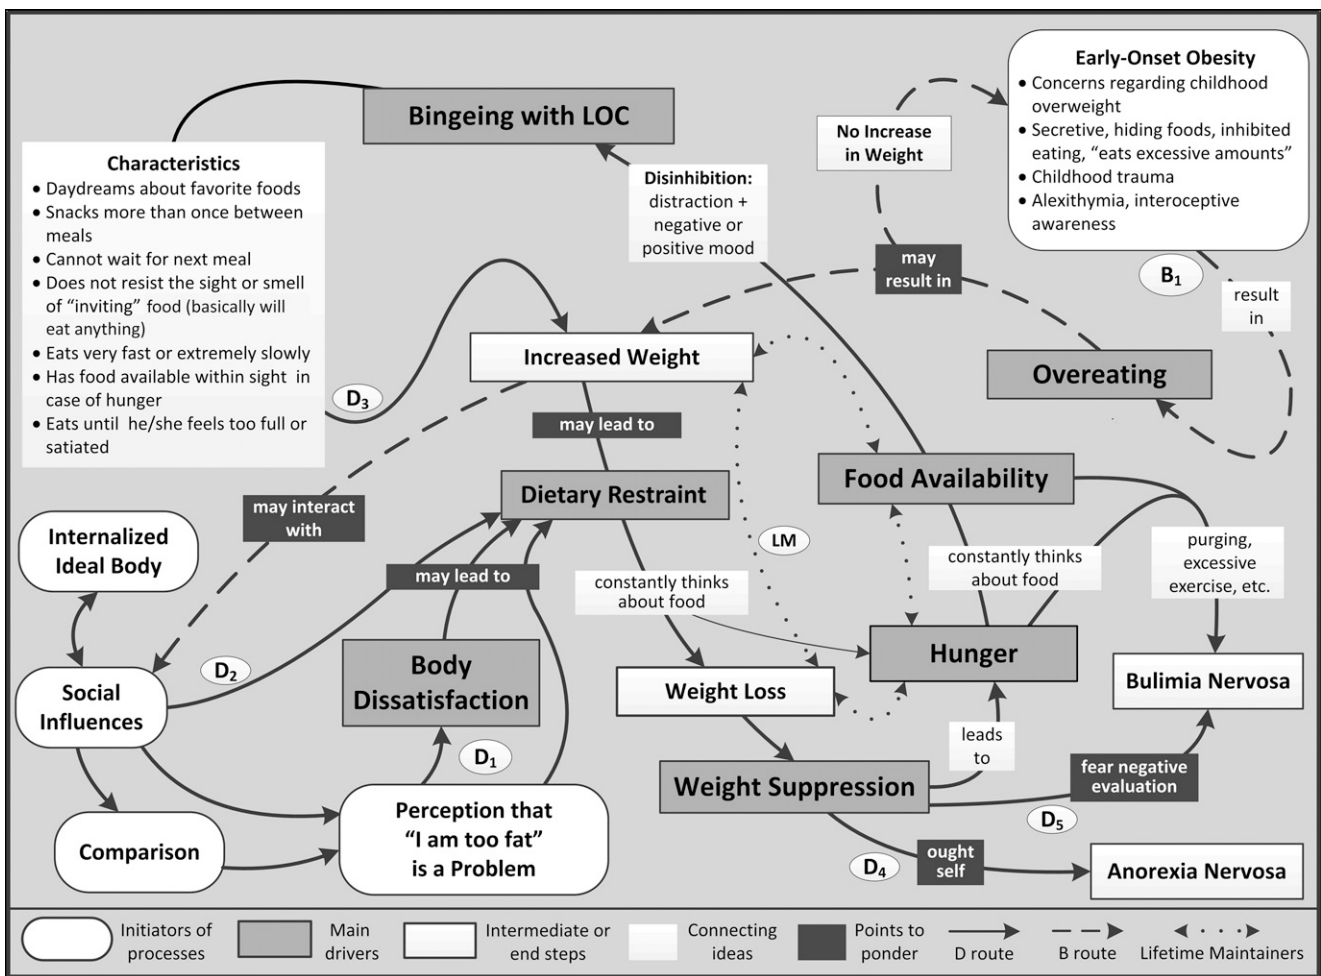 Bingeing with LOC
Characteristics
• Daydreams about favorite foods
• Snacks more than once between
meals
• Cannot wait for next meal
• Does not resist the sight or smell
of “inviting” food (basically will
eat anything)
• Eats very fast or extremely slowly
• Has food available within sight in
case of hunger
• Eats until he/she feels too full or
satiated
Disinhibition:
distraction +
negative or
positive mood
No Increase
in Weight
Early-Onset Obesity
• Concerns regarding childhood
overweight
• Secretive, hiding foods, inhibited
eating, “eats excessive amounts”
• Childhood trauma
• Alexithymia, interoceptive
awareness
may
result in
B1
result
in
Increased Weight
Overeating
D3
may lead to
Dietary Restraint
Food Availability
may interact
with
Internalized
Ideal Body
LM
may lead to
constantly thinks
about food
constantly thinks
about food
purging,
excessive
exercise, etc.
D2
Body
Dissatisfaction
Hunger
Social
Influences
Weight Loss
Bulimia Nervosa
D1
leads
to
Weight Suppression
fear negative
evaluation
D5
Perception that
“I am too fat”
is a Problem
Comparison
D4
ought
self
Anorexia Nervosa
Initiators of
processes
Main
drivers
Intermediate or
end steps
Connecting
ideas
Points to
ponder
D route
B route
Lifetime Maintainers